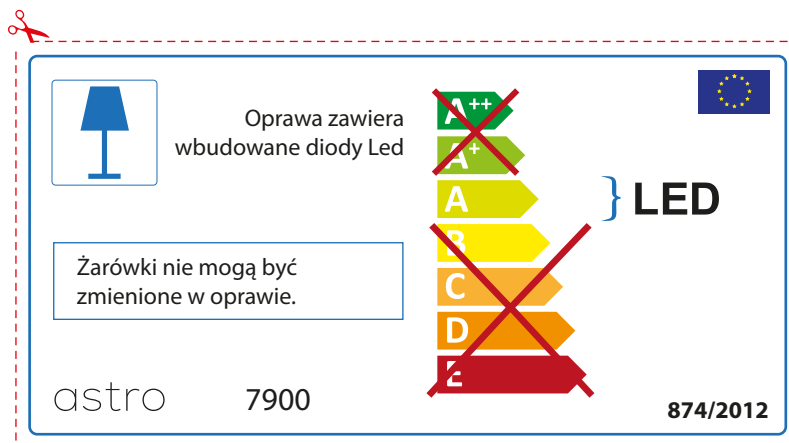 Oprawa zawiera
wbudowane diody Led
A++
A+
A
B
C
D
E
LED
Żarówki nie mogą być
zmienione w oprawie.
astro
7900
874/2012